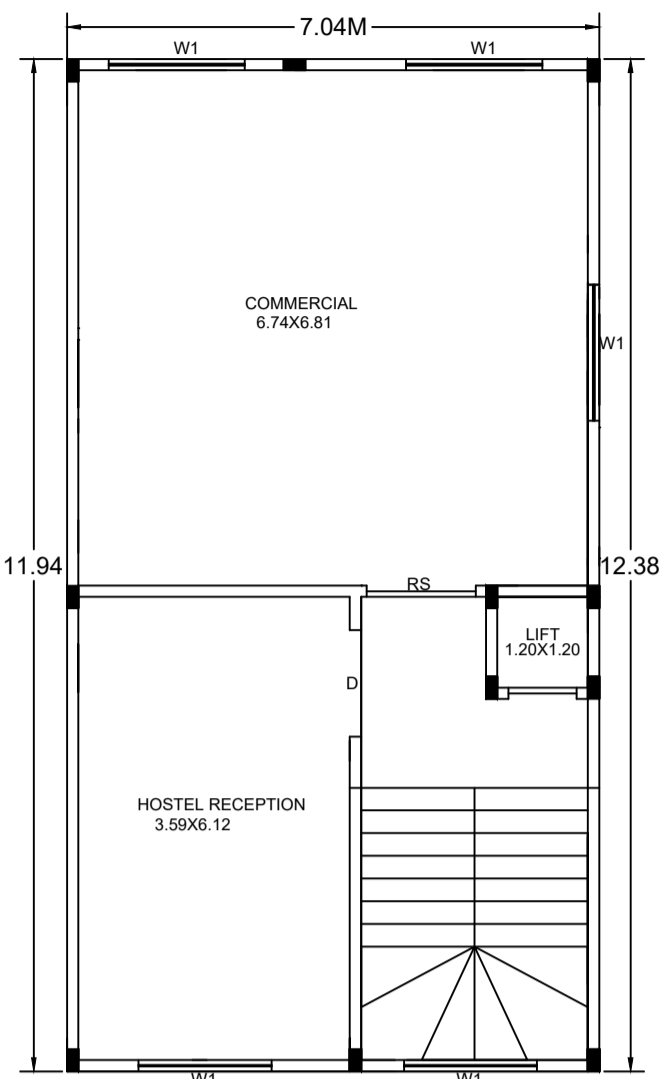 7.04M
W1
W1
COMMERCIAL
6.74X6.81
W1
11.94
12.38
RS
LIFT
1.20X1.20
D
HOSTEL RECEPTION
3.59X6.12
W1
W1